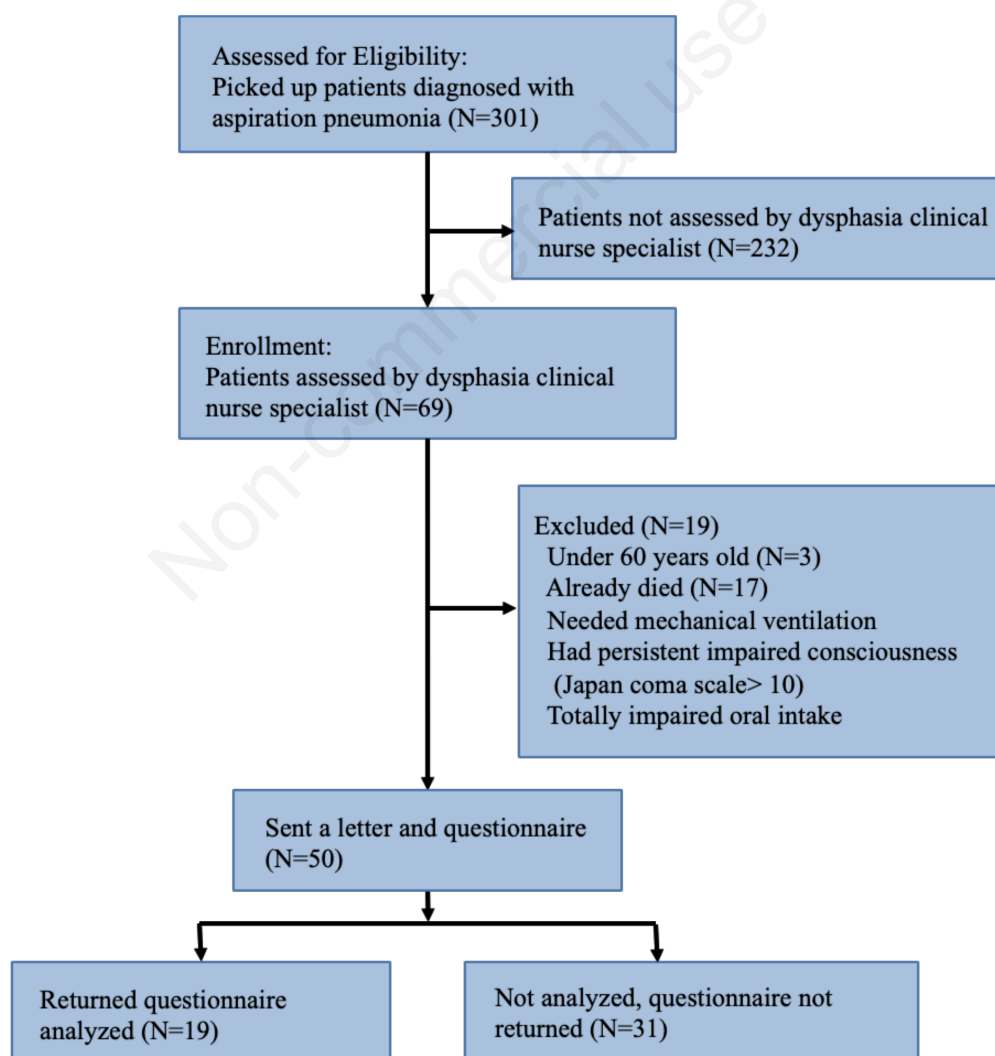 Assessed for Eligibility:
Picked up patients diagnosed with
aspiration pneumonia (N=301)
Patients not assessed by dysphasia clinical
nurse specialist (N=232)
Enrollment:
Patients assessed by dysphasia clinical
nurse specialist (N=69)
Excluded (N=19)
Under 60 years old (N=3)
Already died (N=17)
Needed mechanical ventilation
Had persistent impaired consciousness
(Japan coma scale> 10)
Totally impaired oral intake
Sent a letter and questionnaire
(N=50)
Returned questionnaire
analyzed (N=19)
Not analyzed, questionnaire not
returned (N=31)
Non-commercial use